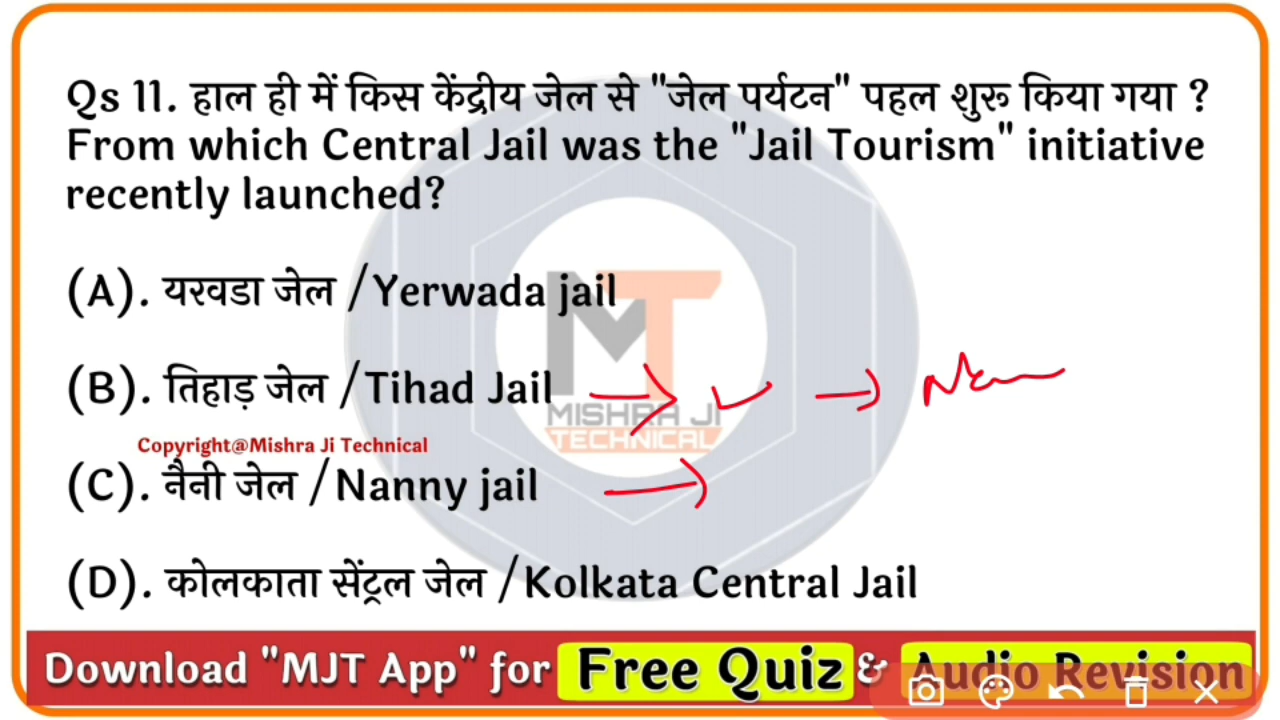 Qs 11. हाल ही में किस केंद्रीय जेल से "जेल पर्यटन" पहल शुरू किया गया ?
From which Central Jail was the "Jail Tourism" initiative
recently launched?
(A). यरवडा जेल /Yerwada jail
(B). तिहाड़ जेल /Tihad Jail
MISHRA JI
TECHNICAL
Copyright@Mishra Ji Technical
(C). नैनी जेल /Nanny jail
(D). कोलकाता सेंट्रल जेल /Kolkata Central Jail
Download "MJT App" for Free Quiz & Audio Revision